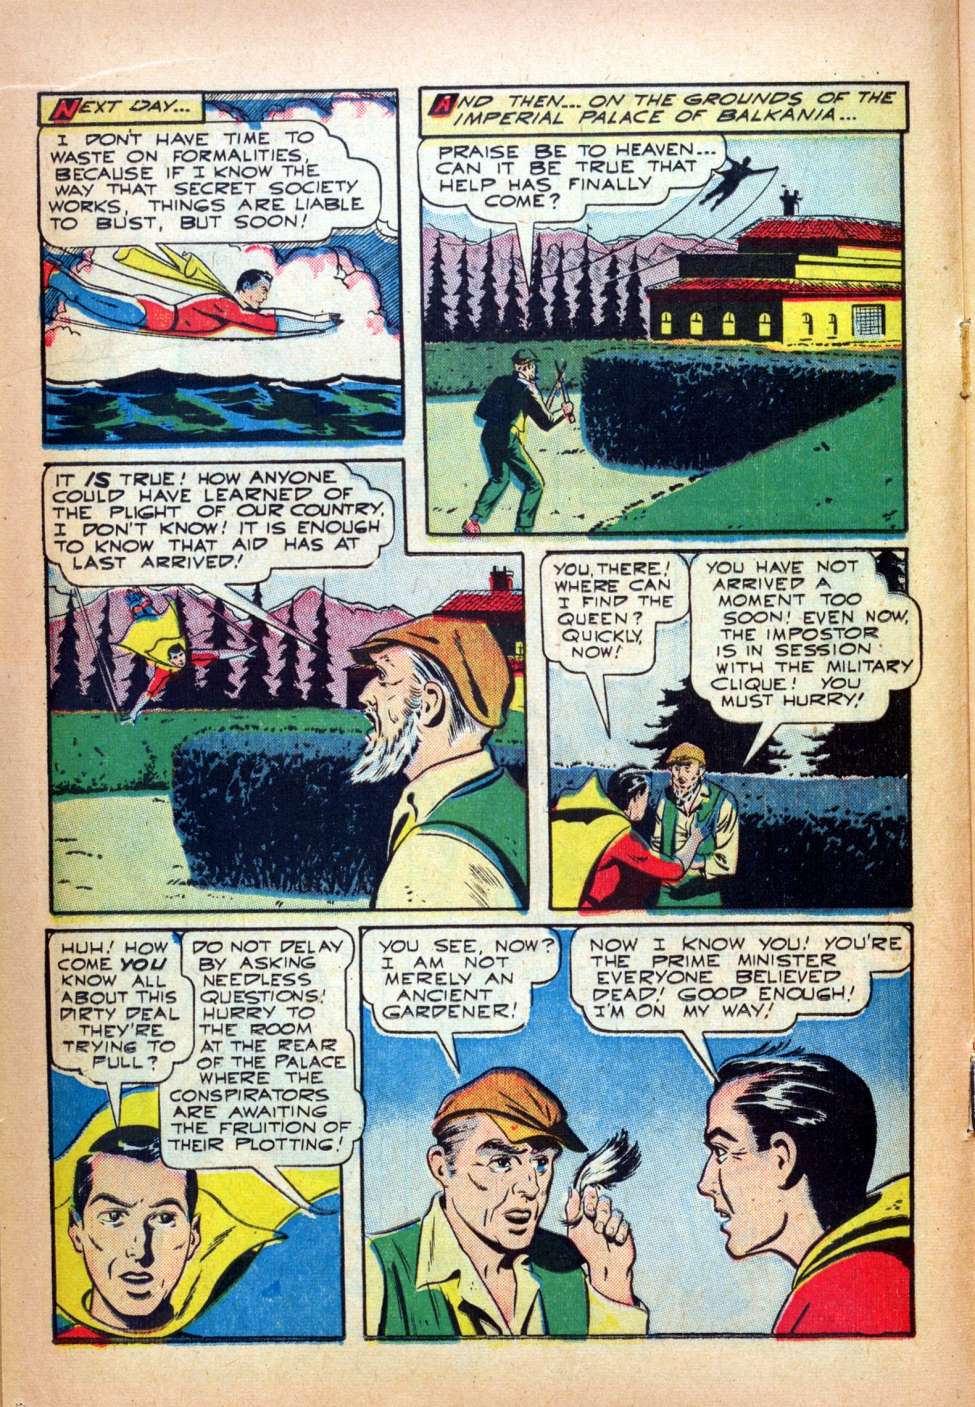 NEXT DAY...
I DON'T HAVE TIME TO
WASTE ON FORMALITIES,
BECAUSE IF I KNOW THE
WAY THAT SECRET SOCIETY
WORKS, THINGS ARE LIABLE
TO BUST, BUT SOON!
AND THEN... ON THE GROUNDS OF THE
IMPERIAL PALACE OF BALKANIA...
PRAISE BE TO HEAVEN...
CAN IT BE TRUE THAT
HELP HAS FINALLY
COME?
IT IS TRUE! HOW ANYONE
COULD HAVE LEARNED OF
THE PLIGHT OF OUR COUNTRY,
I DON'T KNOW! IT IS ENOUGH
TO KNOW THAT AID HAS AT
LAST ARRIVED!
YOU, THERE!
WHERE CAN
I FIND THE
QUEEN?
QUICKLY,
NOW!
YOU HAVE NOT
ARRIVED A
MOMENT TOO
SOON! EVEN NOW,
THE IMPOSTOR
IS IN SESSION
WITH THE MILITARY
CLIQUE! YOU
MUST HURRY!
HUH! HOW
COME YOU
KNOW ALL
ABOUT THIS
DIRTY DEAL
THEY'RE
TRYING TO
PULL?
DO NOT DELAY
BY ASKING
NEEDLESS
QUESTIONS!
HURRY TO
THE ROOM
AT THE REAR
OF THE PALACE
WHERE THE
CONSPIRATORS
ARE AWAITING
THE FRUITION OF
THEIR PLOTTING!
YOU SEE, NOW?
I AM NOT
MERELY AN
ANCIENT
GARDENER!
NOW I KNOW YOU! YOU'RE
THE PRIME MINISTER
EVERYONE BELIEVED
DEAD! GOOD ENOUGH!
I'M ON MY WAY!